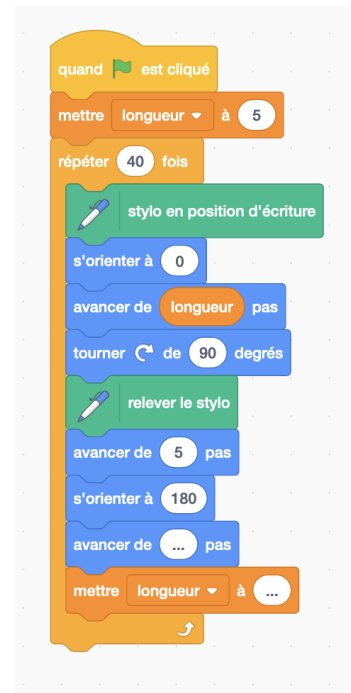 quand est cliqué
mettre longueur à 5
répéter 40 fois
stylo en position d'écriture
s'orienter à 0
avancer de longueur pas
tourner de 90 degrés
relever le stylo
avancer de 5 pas
s'orienter à 180
avancer de ... pas
mettre longueur à ...